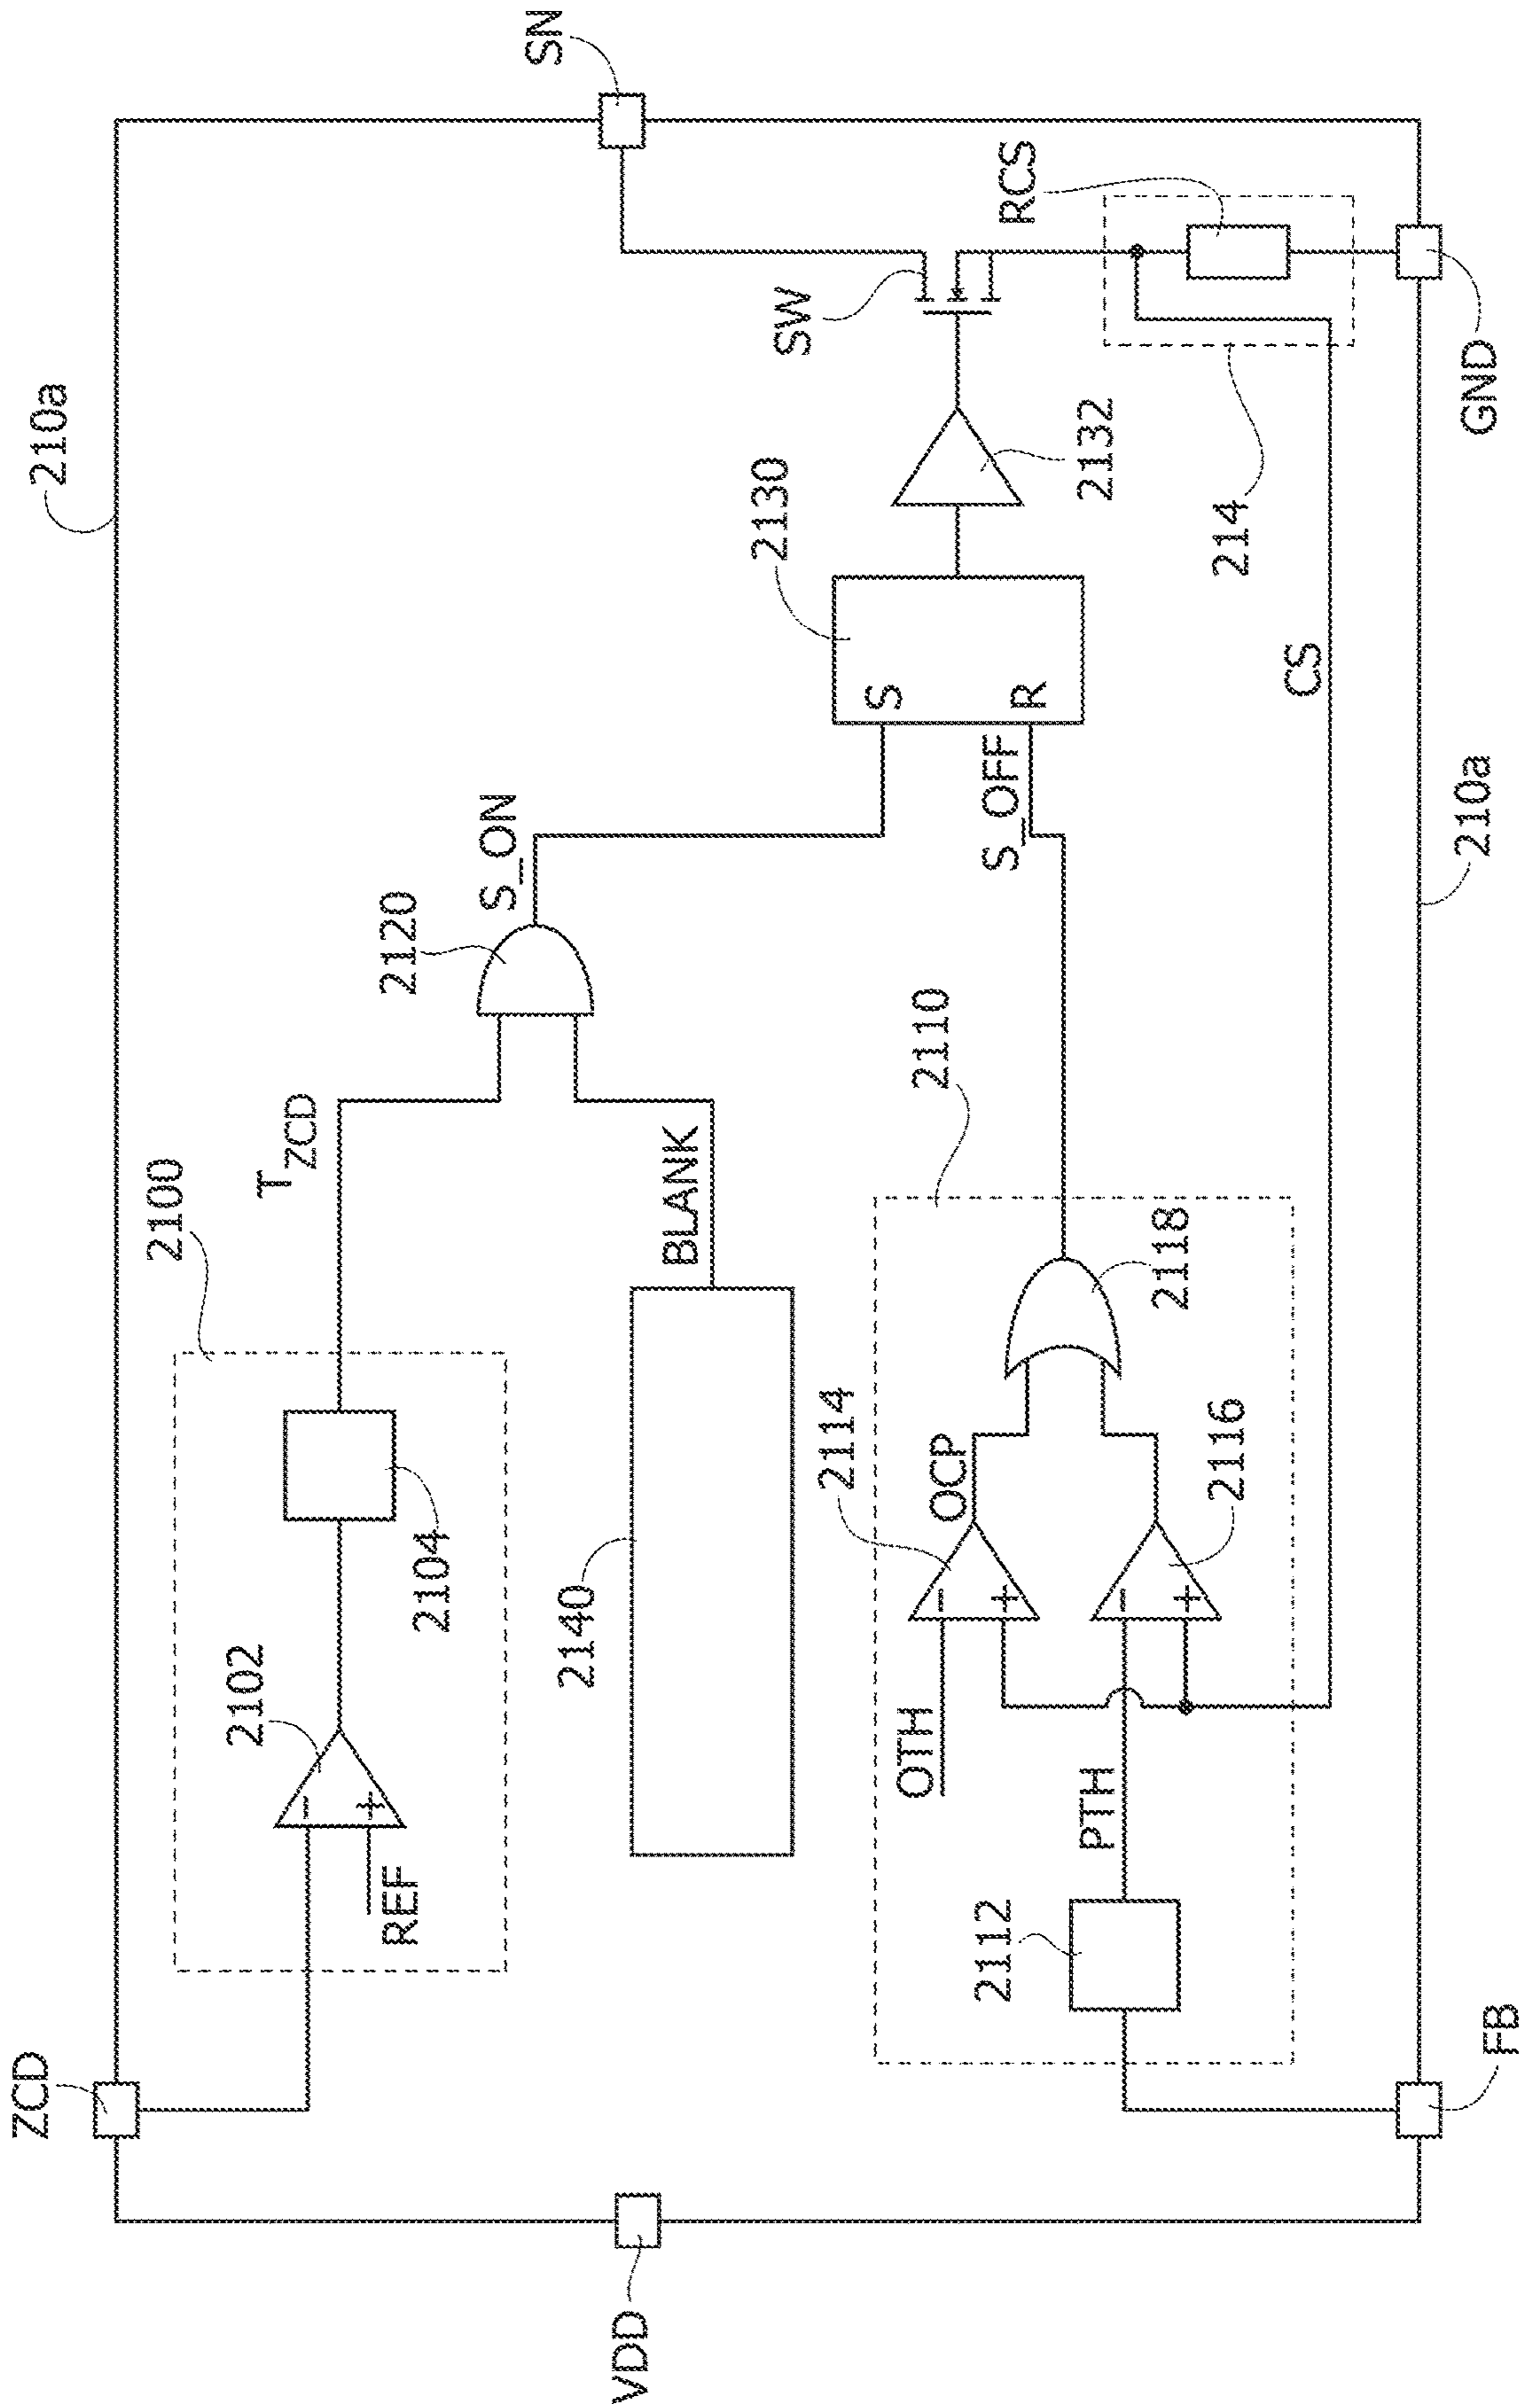 210a
ZCD
2100
T ZCD
2102
REF
2104
2120
S_ON
SN
VDD
2140
BLANK
2130
S
R
S_OFF
SW
2132
RCS
214
2110
OTH
2114
OCP
2118
2112
PTH
2116
CS
FB
210a
GND